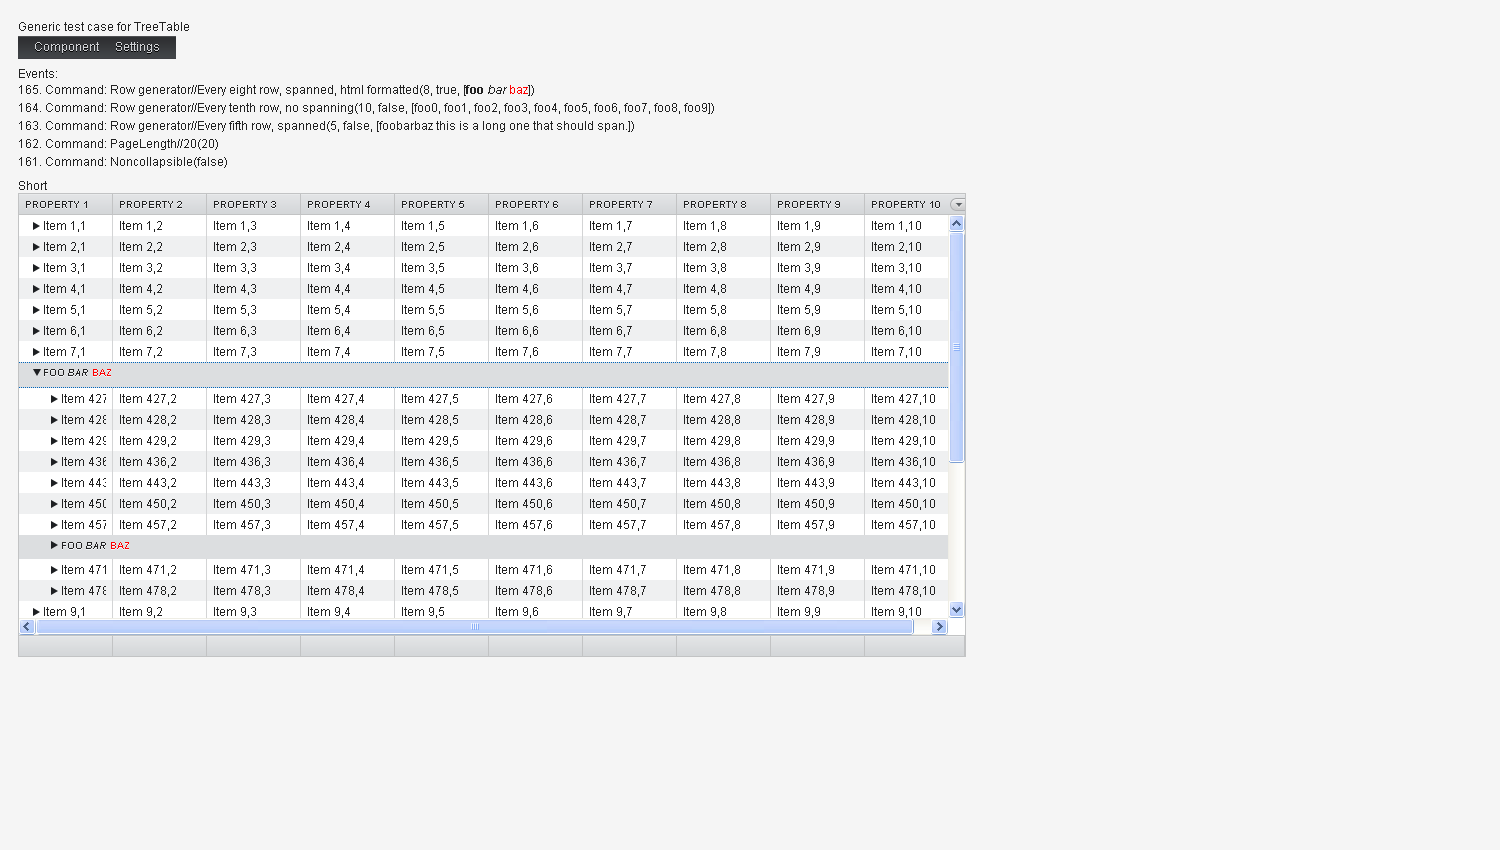 Generic test case for TreeTable
Component Settings
Events:
165. Command: Row generator//Every eight row, spanned, html formatted(8, true, [foo bar baz])
164. Command: Row generator//Every tenth row, no spanning(10, false, [foo0, foo1, foo2, foo3, foo4, foo5, foo6, foo7, foo8, foo9])
163. Command: Row generator//Every fifth row, spanned(5, false, [foobarbaz this is a long one that should span.])
162. Command: PageLength//20(20)
161. Command: Noncollapsible(false)
Short
PROPERTY 1 PROPERTY 2 PROPERTY 3 PROPERTY 4 PROPERTY 5 PROPERTY 6 PROPERTY 7 PROPERTY 8 PROPERTY 9 PROPERTY 10
Item 1,1 Item 1,2 Item 1,3 Item 1,4 Item 1,5 Item 1,6 Item 1,7 Item 1,8 Item 1,9 Item 1,10
Item 2,1 Item 2,2 Item 2,3 Item 2,4 Item 2,5 Item 2,6 Item 2,7 Item 2,8 Item 2,9 Item 2,10
Item 3,1 Item 3,2 Item 3,3 Item 3,4 Item 3,5 Item 3,6 Item 3,7 Item 3,8 Item 3,9 Item 3,10
Item 4,1 Item 4,2 Item 4,3 Item 4,4 Item 4,5 Item 4,6 Item 4,7 Item 4,8 Item 4,9 Item 4,10
Item 5,1 Item 5,2 Item 5,3 Item 5,4 Item 5,5 Item 5,6 Item 5,7 Item 5,8 Item 5,9 Item 5,10
Item 6,1 Item 6,2 Item 6,3 Item 6,4 Item 6,5 Item 6,6 Item 6,7 Item 6,8 Item 6,9 Item 6,10
Item 7,1 Item 7,2 Item 7,3 Item 7,4 Item 7,5 Item 7,6 Item 7,7 Item 7,8 Item 7,9 Item 7,10
FOO BAR BAZ
Item 427 Item 427,2 Item 427,3 Item 427,4 Item 427,5 Item 427,6 Item 427,7 Item 427,8 Item 427,9 Item 427,10
Item 428 Item 428,2 Item 428,3 Item 428,4 Item 428,5 Item 428,6 Item 428,7 Item 428,8 Item 428,9 Item 428,10
Item 429 Item 429,2 Item 429,3 Item 429,4 Item 429,5 Item 429,6 Item 429,7 Item 429,8 Item 429,9 Item 429,10
Item 436 Item 436,2 Item 436,3 Item 436,4 Item 436,5 Item 436,6 Item 436,7 Item 436,8 Item 436,9 Item 436,10
Item 443 Item 443,2 Item 443,3 Item 443,4 Item 443,5 Item 443,6 Item 443,7 Item 443,8 Item 443,9 Item 443,10
Item 450 Item 450,2 Item 450,3 Item 450,4 Item 450,5 Item 450,6 Item 450,7 Item 450,8 Item 450,9 Item 450,10
Item 457 Item 457,2 Item 457,3 Item 457,4 Item 457,5 Item 457,6 Item 457,7 Item 457,8 Item 457,9 Item 457,10
FOO BAR BAZ
Item 471 Item 471,2 Item 471,3 Item 471,4 Item 471,5 Item 471,6 Item 471,7 Item 471,8 Item 471,9 Item 471,10
Item 478 Item 478,2 Item 478,3 Item 478,4 Item 478,5 Item 478,6 Item 478,7 Item 478,8 Item 478,9 Item 478,10
Item 9,1 Item 9,2 Item 9,3 Item 9,4 Item 9,5 Item 9,6 Item 9,7 Item 9,8 Item 9,9 Item 9,10